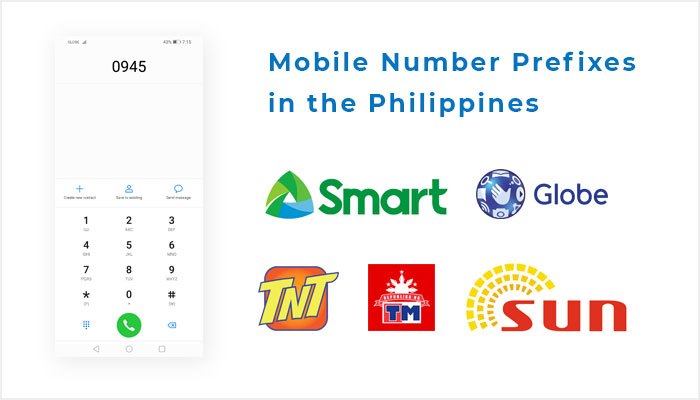 GLOBE 43% 7:15
0945
Mobile Number Prefixes
in the Philippines
Create new contact Save to existing Send message
1 2 3
ABC DEF
4 5 6
GHI JKL MNO
7 8 9
PQRS TUV WXYZ
* 0 #
(P) + (W)
Smart
Globe
TNT
REPUBLIKA NG
TM
sun